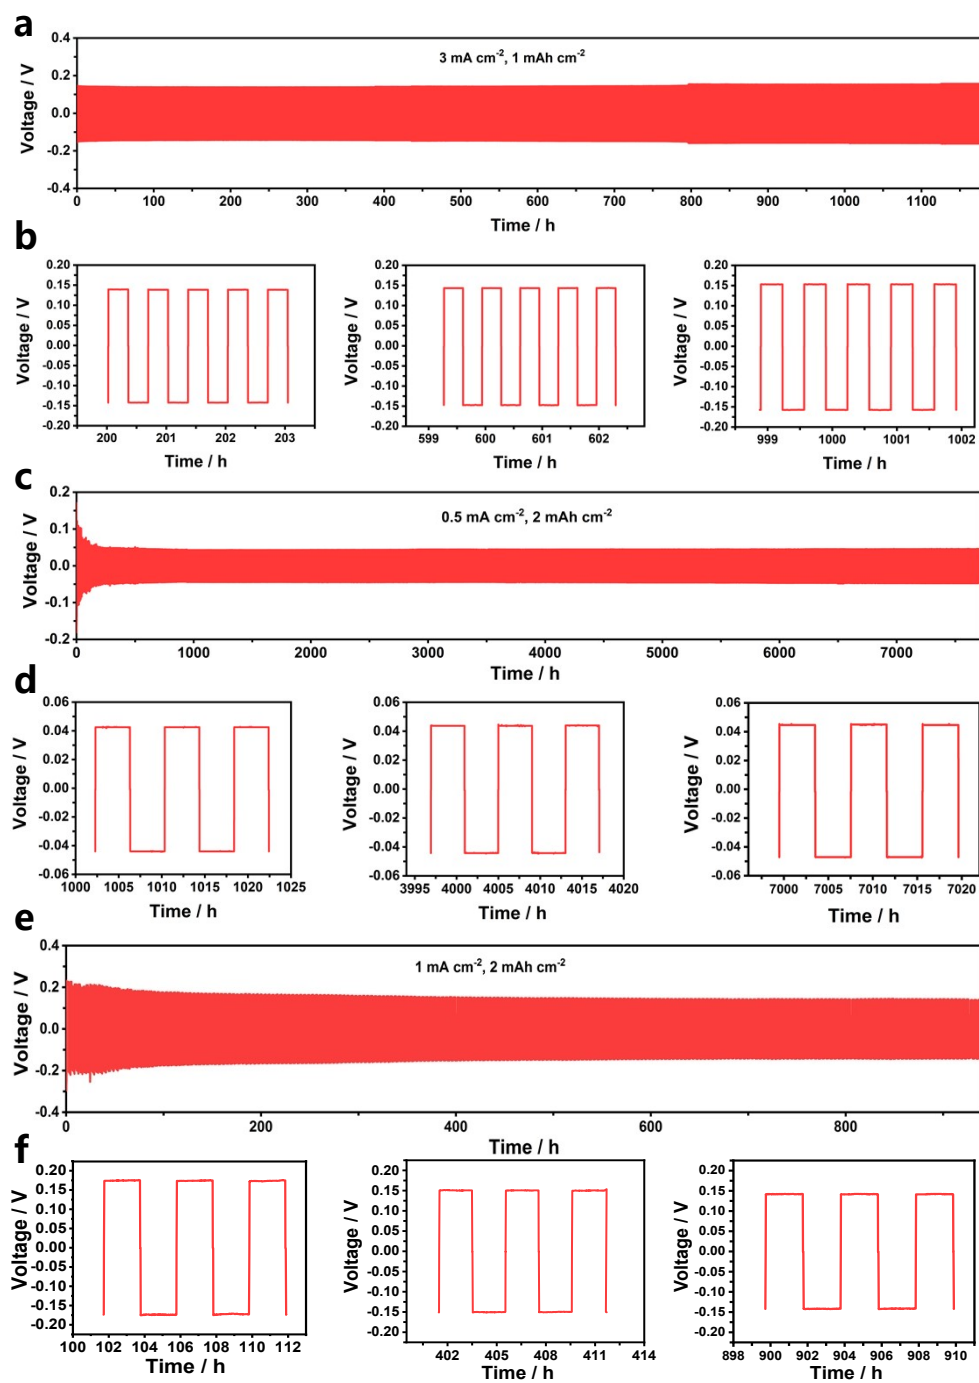 a
0.4
0.2
0.0
-0.2
-0.4
Voltage / V
3 mA cm⁻², 1 mAh cm⁻²
0 100 200 300 400 500 600 700 800 900 1000 1100
Time / h
b
0.20
0.15
0.10
0.05
0.00
-0.05
-0.10
-0.15
-0.20
Voltage / V
200 201 202 203
Time / h
0.20
0.15
0.10
0.05
0.00
-0.05
-0.10
-0.15
-0.20
Voltage / V
599 600 601 602
Time / h
0.20
0.15
0.10
0.05
0.00
-0.05
-0.10
-0.15
-0.20
Voltage / V
999 1000 1001 1002
Time / h
c
0.2
0.1
0.0
-0.1
-0.2
Voltage / V
0.5 mA cm⁻², 2 mAh cm⁻²
0 1000 2000 3000 4000 5000 6000 7000
Time / h
d
0.06
0.04
0.02
0.00
-0.02
-0.04
-0.06
Voltage / V
1000 1005 1010 1015 1020 1025
Time / h
0.06
0.04
0.02
0.00
-0.02
-0.04
-0.06
Voltage / V
3995 4000 4005 4010 4015 4020
Time / h
0.06
0.04
0.02
0.00
-0.02
-0.04
-0.06
Voltage / V
7000 7005 7010 7015 7020
Time / h
e
0.4
0.2
0.0
-0.2
-0.4
Voltage / V
1 mA cm⁻², 2 mAh cm⁻²
0 200 400 600 800
Time / h
f
0.20
0.15
0.10
0.05
0.00
-0.05
-0.10
-0.15
-0.20
Voltage / V
100 102 104 106 108 110 112
Time / h
0.20
0.15
0.10
0.05
0.00
-0.05
-0.10
-0.15
-0.20
Voltage / V
402 405 408 411 414
Time / h
0.20
0.15
0.10
0.05
0.00
-0.05
-0.10
-0.15
-0.20
Voltage / V
898 900 902 904 906 908 910
Time / h